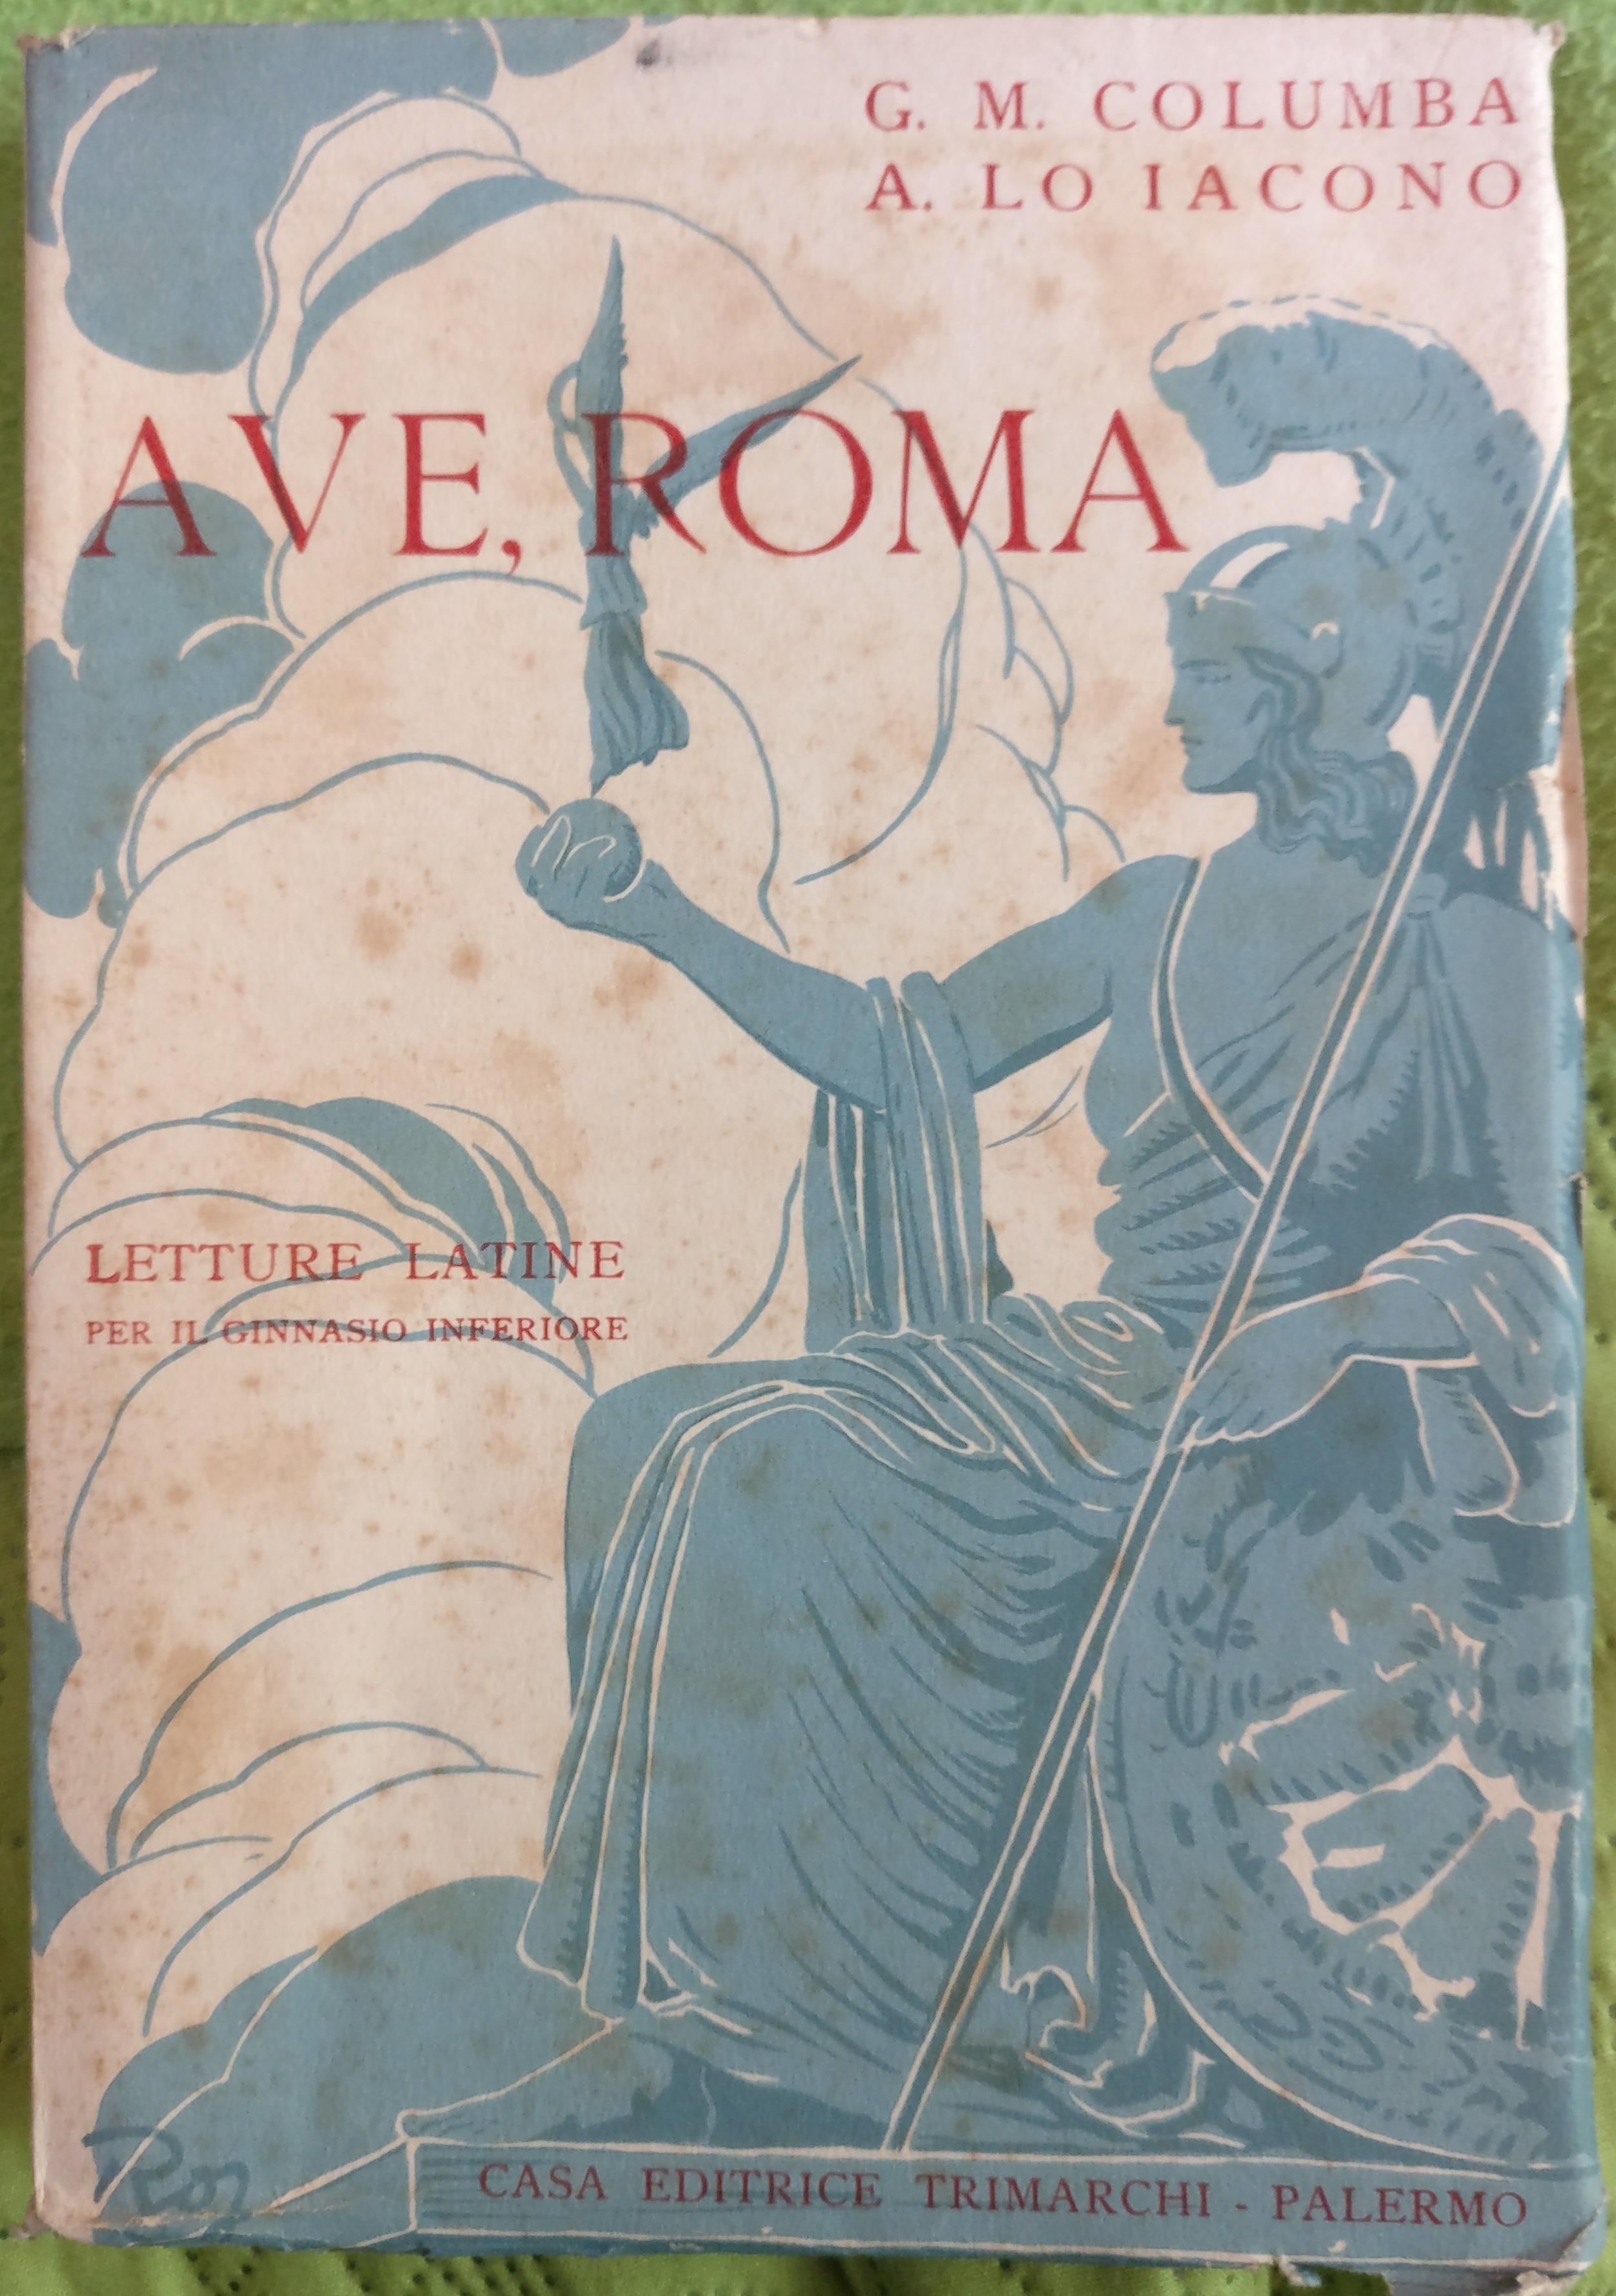 G. M. COLUMBA
A. LO IACONO
AVE, ROMA
LETTURE LATINE
PER IL GINNASIO INFERIORE
CASA EDITRICE TRIMARCHI - PALERMO